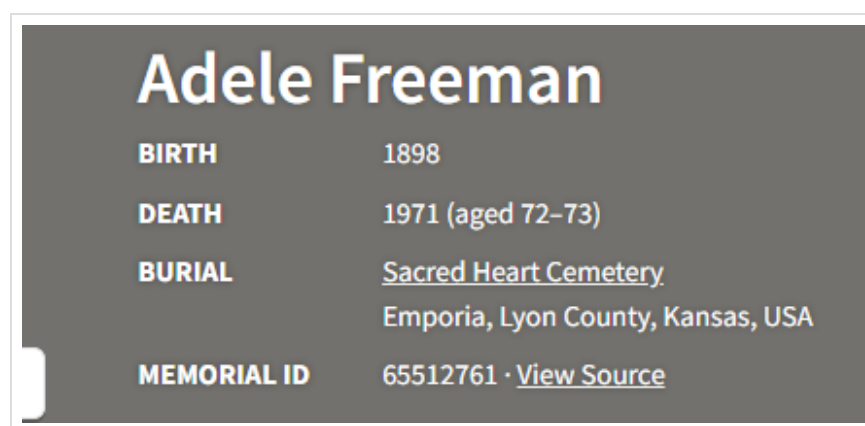 Adele Freeman
BIRTH 1898
DEATH 1971 (aged 72–73)
BURIAL Sacred Heart Cemetery
Emporia, Lyon County, Kansas, USA
MEMORIAL ID 65512761 · View Source